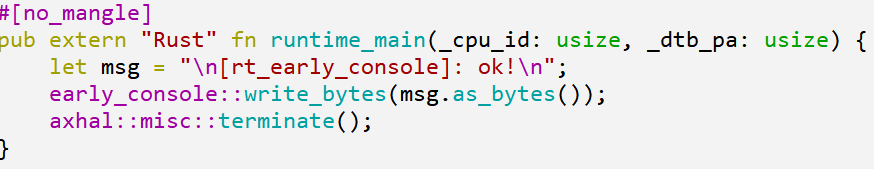 #[no_mangle]
pub extern "Rust" fn runtime_main(_cpu_id: usize, _dtb_pa: usize) {
    let msg = "\n[rt_early_console]: ok!\n";
    early_console::write_bytes(msg.as_bytes());
    axhal::misc::terminate();
}